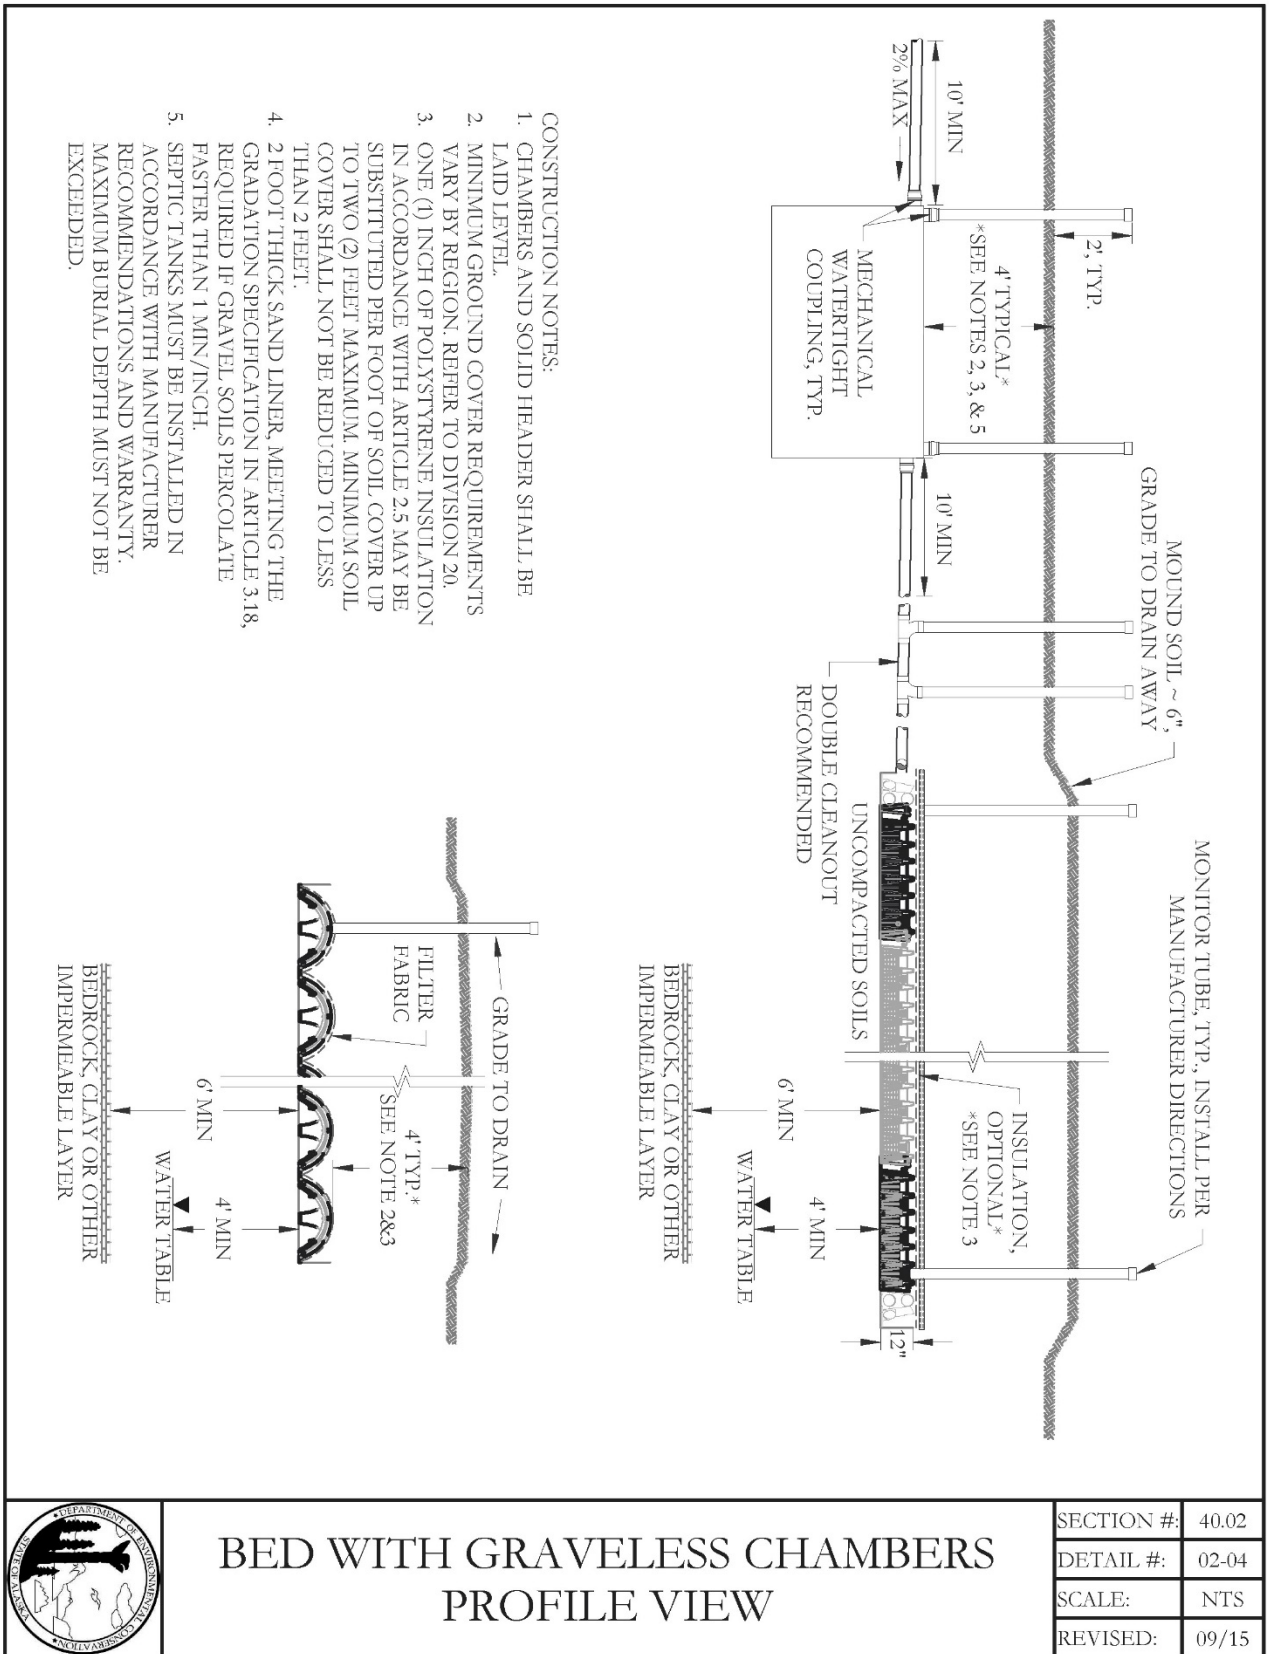 10' MIN
2% MAX
2', TYP.
4' TYPICAL*
*SEE NOTES 2, 3, & 5
MECHANICAL
WATERTIGHT
COUPLING, TYP.
10' MIN
MOUND SOIL ~ 6",
GRADE TO DRAIN AWAY
DOUBLE CLEANOUT
RECOMMENDED
UNCOMPACTED SOILS
MONITOR TUBE, TYP., INSTALL PER
MANUFACTURER DIRECTIONS
INSULATION,
OPTIONAL*
*SEE NOTE 3
12"
6' MIN
4' MIN
WATER TABLE
BEDROCK, CLAY OR OTHER
IMPERMEABLE LAYER
CONSTRUCTION NOTES:
1. CHAMBERS AND SOLID HEADER SHALL BE
LAID LEVEL.
2. MINIMUM GROUND COVER REQUIREMENTS
VARY BY REGION. REFER TO DIVISION 20.
3. ONE (1) INCH OF POLYSTYRENE INSULATION
IN ACCORDANCE WITH ARTICLE 2.5 MAY BE
SUBSTITUTED PER FOOT OF SOIL COVER UP
TO TWO (2) FEET MAXIMUM. MINIMUM SOIL
COVER SHALL NOT BE REDUCED TO LESS
THAN 2 FEET.
4. 2 FOOT THICK SAND LINER, MEETING THE
GRADATION SPECIFICATION IN ARTICLE 3.18,
REQUIRED IF GRAVEL SOILS PERCOLATE
FASTER THAN 1 MIN/INCH.
5. SEPTIC TANKS MUST BE INSTALLED IN
ACCORDANCE WITH MANUFACTURER
RECOMMENDATIONS AND WARRANTY.
MAXIMUM BURIAL DEPTH MUST NOT BE
EXCEEDED.
GRADE TO DRAIN
FILTER
FABRIC
4' TYP.*
SEE NOTE 2&3
6' MIN
4' MIN
WATER TABLE
BEDROCK, CLAY OR OTHER
IMPERMEABLE LAYER
DEPARTMENT OF ENVIRONMENTAL CONSERVATION
STATE OF ALASKA
BED WITH GRAVELESS CHAMBERS
PROFILE VIEW
SECTION #: 40.02
DETAIL #: 02-04
SCALE: NTS
REVISED: 09/15